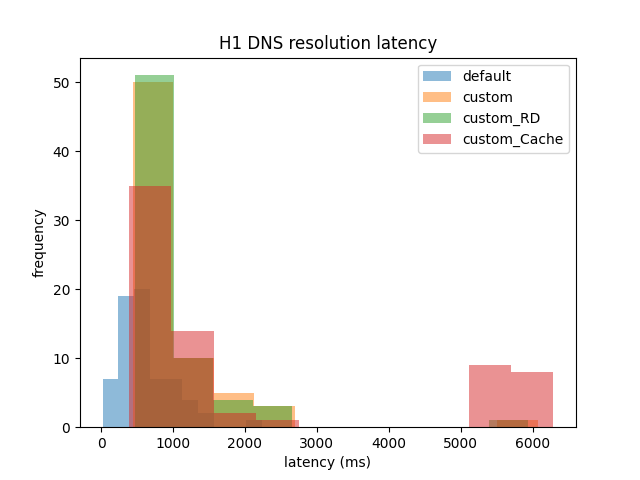 H1 DNS resolution latency
default
custom
custom_RD
custom_Cache
frequency
50
40
30
20
10
0
0 1000 2000 3000 4000 5000 6000
latency (ms)